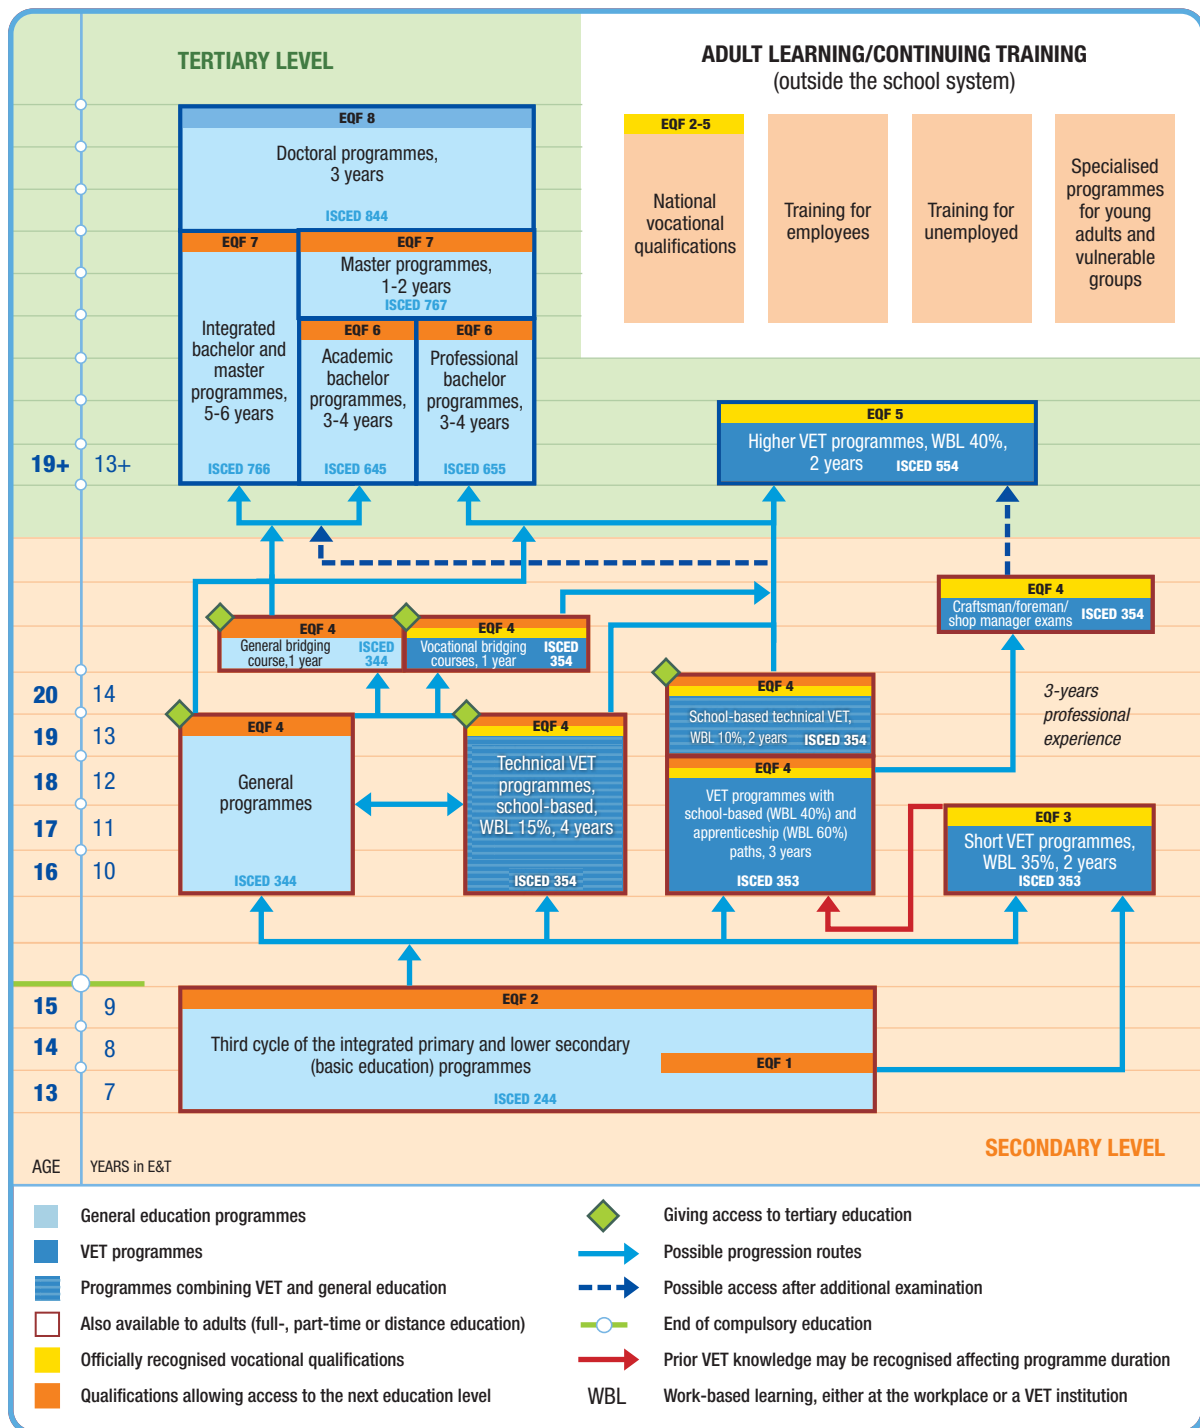 TERTIARY LEVEL
ADULT LEARNING/CONTINUING TRAINING
(outside the school system)
EQF 2-5
National
vocational
qualifications
Training for
employees
Training for
unemployed
Specialised
programmes
for young
adults and
vulnerable
groups
EQF 8
Doctoral programmes,
3 years
ISCED 844
EQF 7
Integrated
bachelor and
master
programmes,
5-6 years
ISCED 766
EQF 7
Master programmes,
1-2 years
ISCED 767
EQF 6
Academic
bachelor
programmes,
3-4 years
ISCED 645
EQF 6
Professional
bachelor
programmes,
3-4 years
ISCED 655
EQF 5
Higher VET programmes, WBL 40%,
2 years ISCED 554
19+ 13+
EQF 4
Craftsman/foreman/
shop manager exams
ISCED 354
EQF 4
General bridging
course,1 year
ISCED
344
EQF 4
Vocational bridging
courses, 1 year
ISCED
354
20 14
19 13
18 12
17 11
16 10
EQF 4
General
programmes
ISCED 344
EQF 4
Technical VET
programmes,
school-based,
WBL 15%, 4 years
ISCED 354
EQF 4
School-based technical VET,
WBL 10%, 2 years ISCED 354
EQF 4
VET programmes with
school-based (WBL 40%) and
apprenticeship (WBL 60%)
paths, 3 years
ISCED 353
3-years
professional
experience
EQF 3
Short VET programmes,
WBL 35%, 2 years
ISCED 353
15 9
14 8
13 7
EQF 2
Third cycle of the integrated primary and lower secondary
(basic education) programmes
EQF 1
ISCED 244
SECONDARY LEVEL
AGE YEARS in E&T
General education programmes
VET programmes
Programmes combining VET and general education
Also available to adults (full-, part-time or distance education)
Officially recognised vocational qualifications
Qualifications allowing access to the next education level
Giving access to tertiary education
Possible progression routes
Possible access after additional examination
End of compulsory education
Prior VET knowledge may be recognised affecting programme duration
WBL Work-based learning, either at the workplace or a VET institution